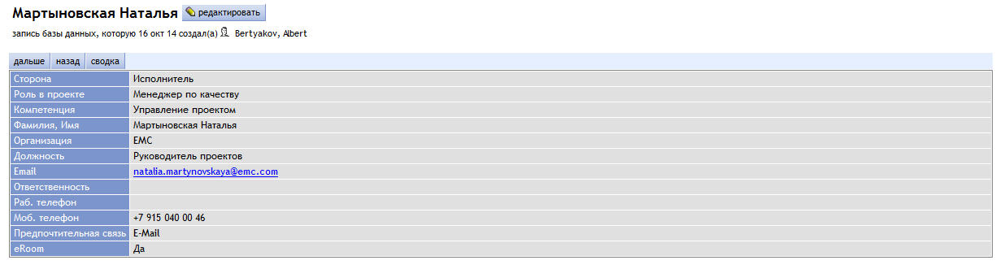 Мартыновская Наталья редактировать
запись базы данных, которую 16 окт 14 создал(а) Bertyakov, Albert
дальше назад сводка
Сторона Исполнитель
Роль в проекте Менеджер по качеству
Компетенция Управление проектом
Фамилия, Имя Мартыновская Наталья
Организация EMC
Должность Руководитель проектов
Email natalia.martynovskaya@emc.com
Ответственность
Раб. телефон
Моб. телефон +7 915 040 00 46
Предпочтительная связь E-Mail
eRoom Да